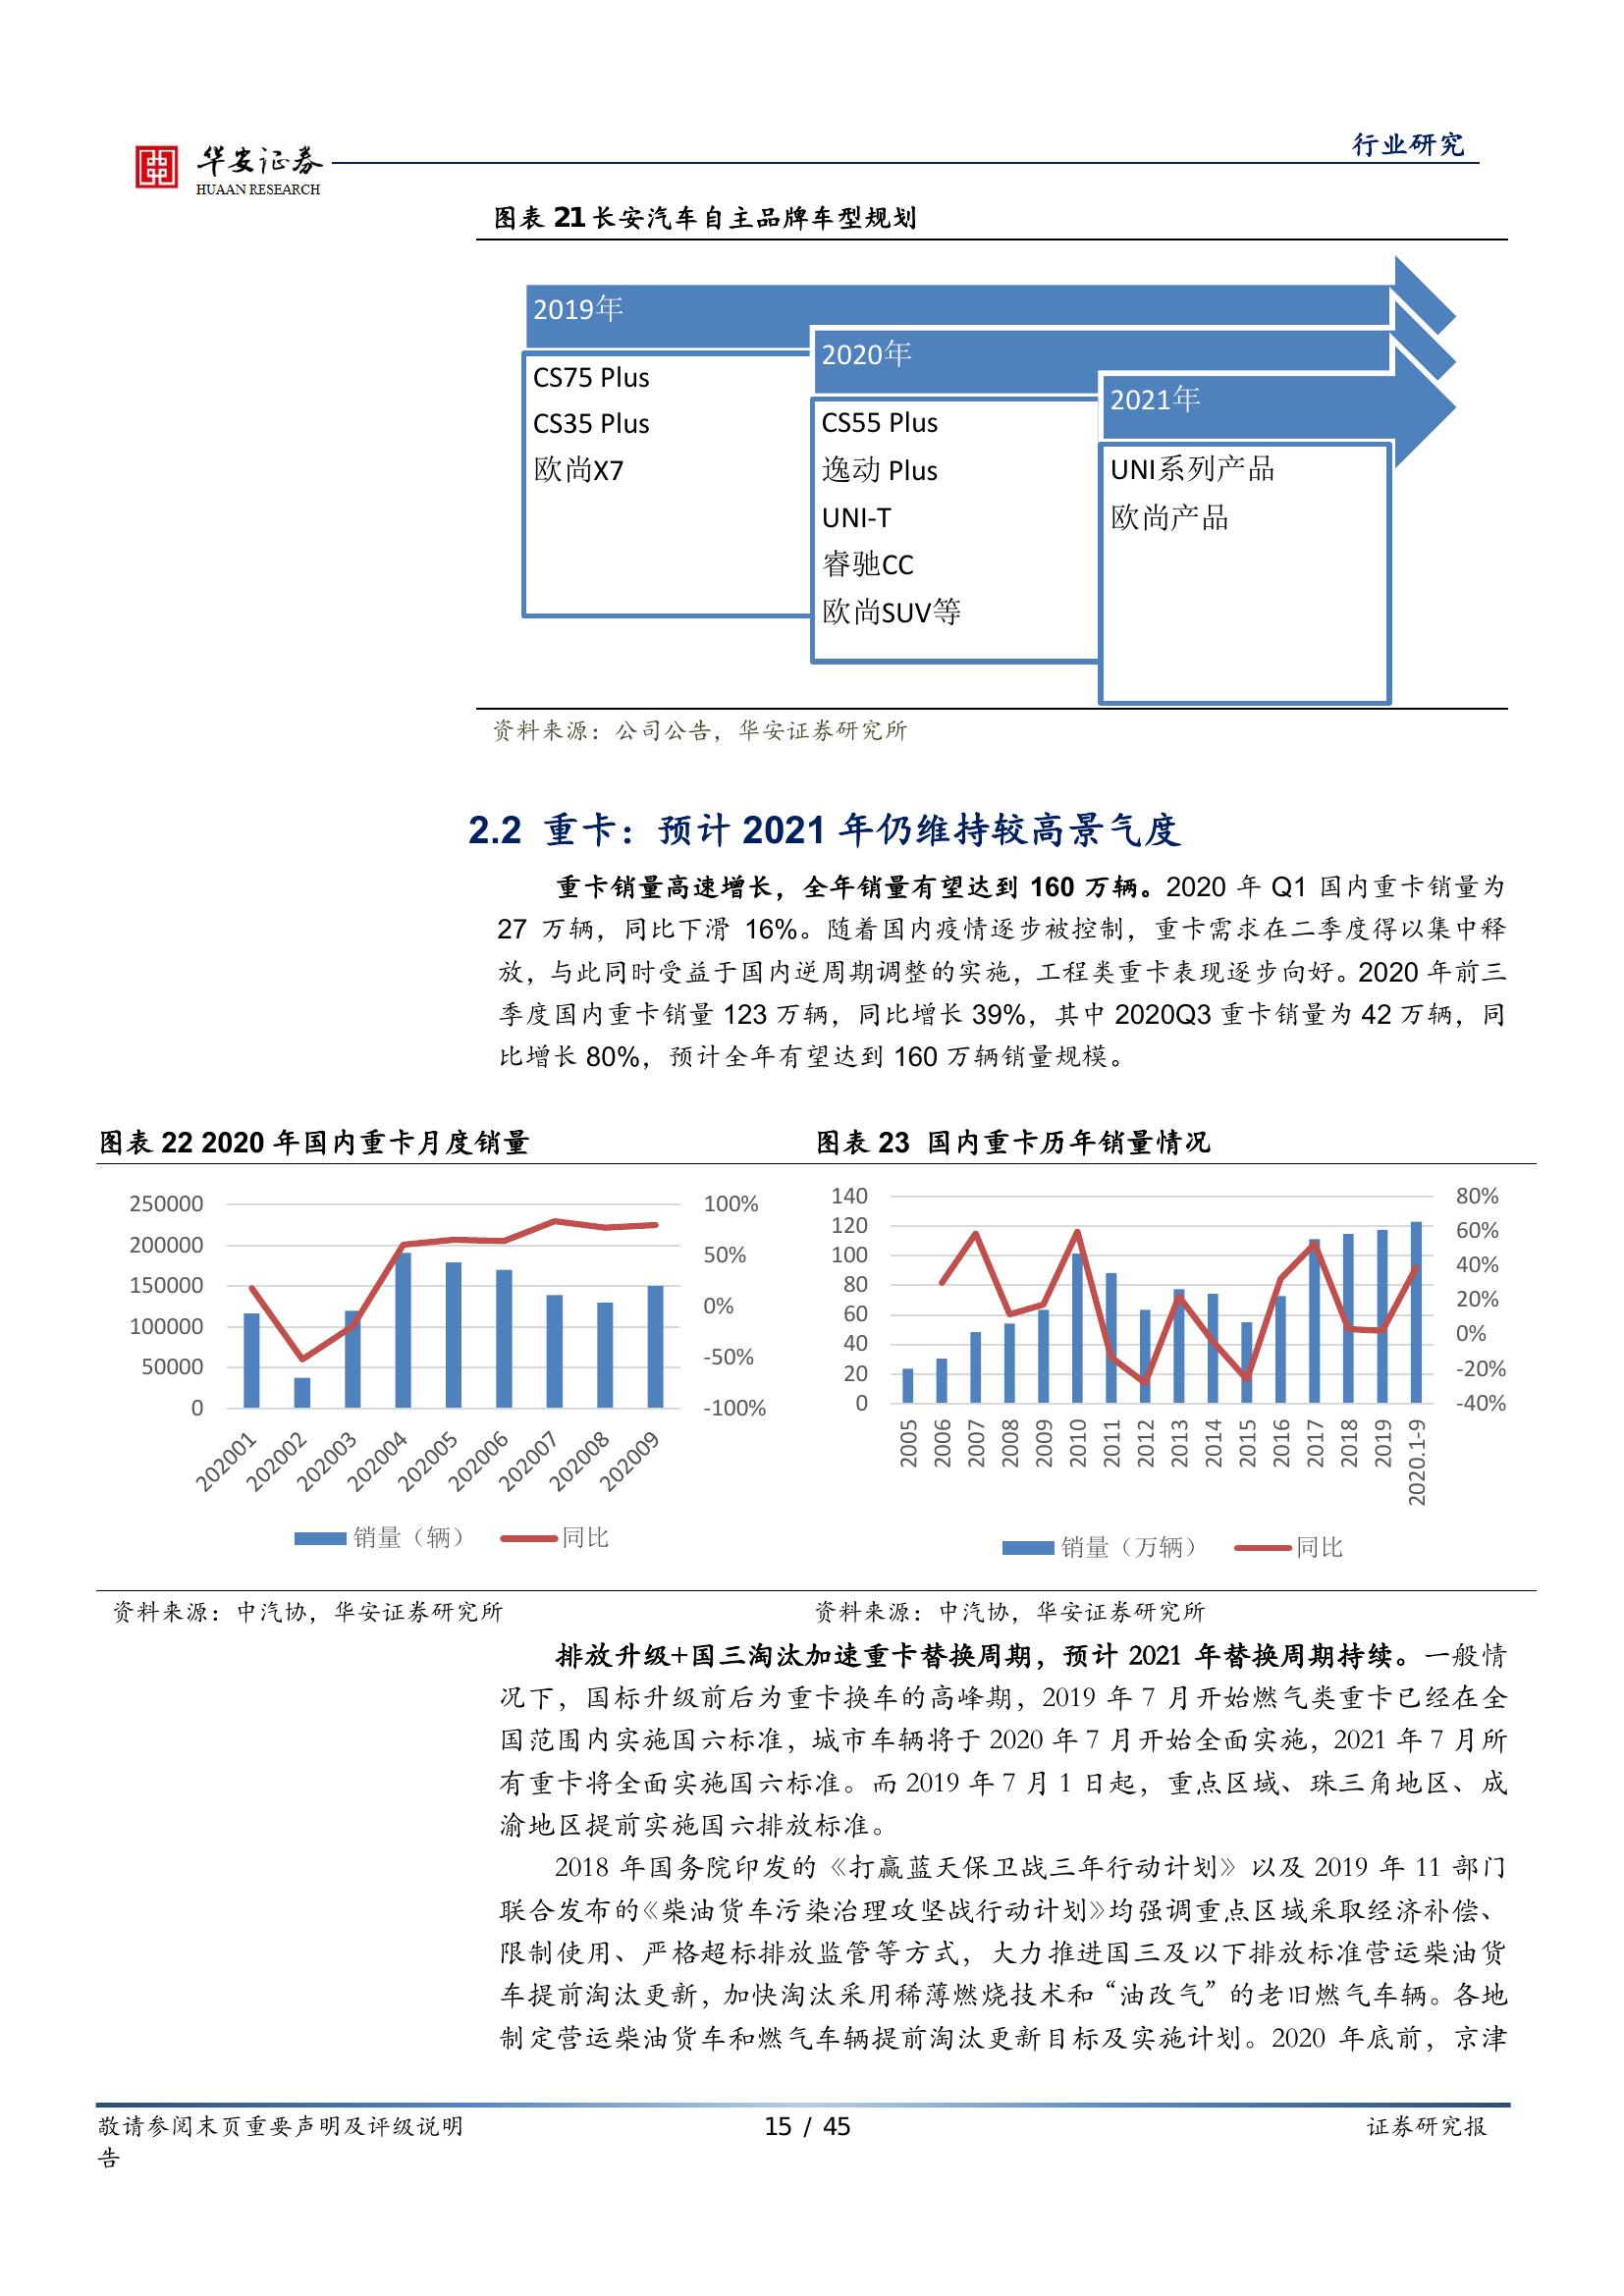 行业研究
华安证券
HUAAN RESEARCH
图表 21 长安汽车自主品牌车型规划
2019年
CS75 Plus
CS35 Plus
欧尚X7
2020年
CS55 Plus
逸动 Plus
UNI-T
睿驰CC
欧尚SUV等
2021年
UNI系列产品
欧尚产品
资料来源：公司公告，华安证券研究所
2.2 重卡：预计 2021 年仍维持较高景气度
重卡销量高速增长，全年销量有望达到 160 万辆。2020 年 Q1 国内重卡销量为
27 万辆，同比下滑 16%。随着国内疫情逐步被控制，重卡需求在二季度得以集中释
放，与此同时受益于国内逆周期调整的实施，工程类重卡表现逐步向好。2020 年前三
季度国内重卡销量 123 万辆，同比增长 39%，其中 2020Q3 重卡销量为 42 万辆，同
比增长 80%，预计全年有望达到 160 万辆销量规模。
图表 22 2020 年国内重卡月度销量
250000
200000
150000
100000
50000
0
100%
50%
0%
-50%
-100%
202001
202002
202003
202004
202005
202006
202007
202008
202009
销量（辆）
同比
资料来源：中汽协，华安证券研究所
图表 23 国内重卡历年销量情况
140
120
100
80
60
40
20
0
80%
60%
40%
20%
0%
-20%
-40%
2005
2006
2007
2008
2009
2010
2011
2012
2013
2014
2015
2016
2017
2018
2019
2020.1-9
销量（万辆）
同比
资料来源：中汽协，华安证券研究所
排放升级+国三淘汰加速重卡替换周期，预计 2021 年替换周期持续。一般情
况下，国标升级前后为重卡换车的高峰期，2019 年 7 月开始燃气类重卡已经在全
国范围内实施国六标准，城市车辆将于 2020 年 7 月开始全面实施，2021 年 7 月所
有重卡将全面实施国六标准。而 2019 年 7 月 1 日起，重点区域、珠三角地区、成
渝地区提前实施国六排放标准。
2018 年国务院印发的《打赢蓝天保卫战三年行动计划》以及 2019 年 11 部门
联合发布的《柴油货车污染治理攻坚战行动计划》均强调重点区域采取经济补偿、
限制使用、严格超标排放监管等方式，大力推进国三及以下排放标准营运柴油货
车提前淘汰更新，加快淘汰采用稀薄燃烧技术和“油改气”的老旧燃气车辆。各地
制定营运柴油货车和燃气车辆提前淘汰更新目标及实施计划。2020 年底前，京津
敬请参阅末页重要声明及评级说明
15 / 45
证券研究报
告